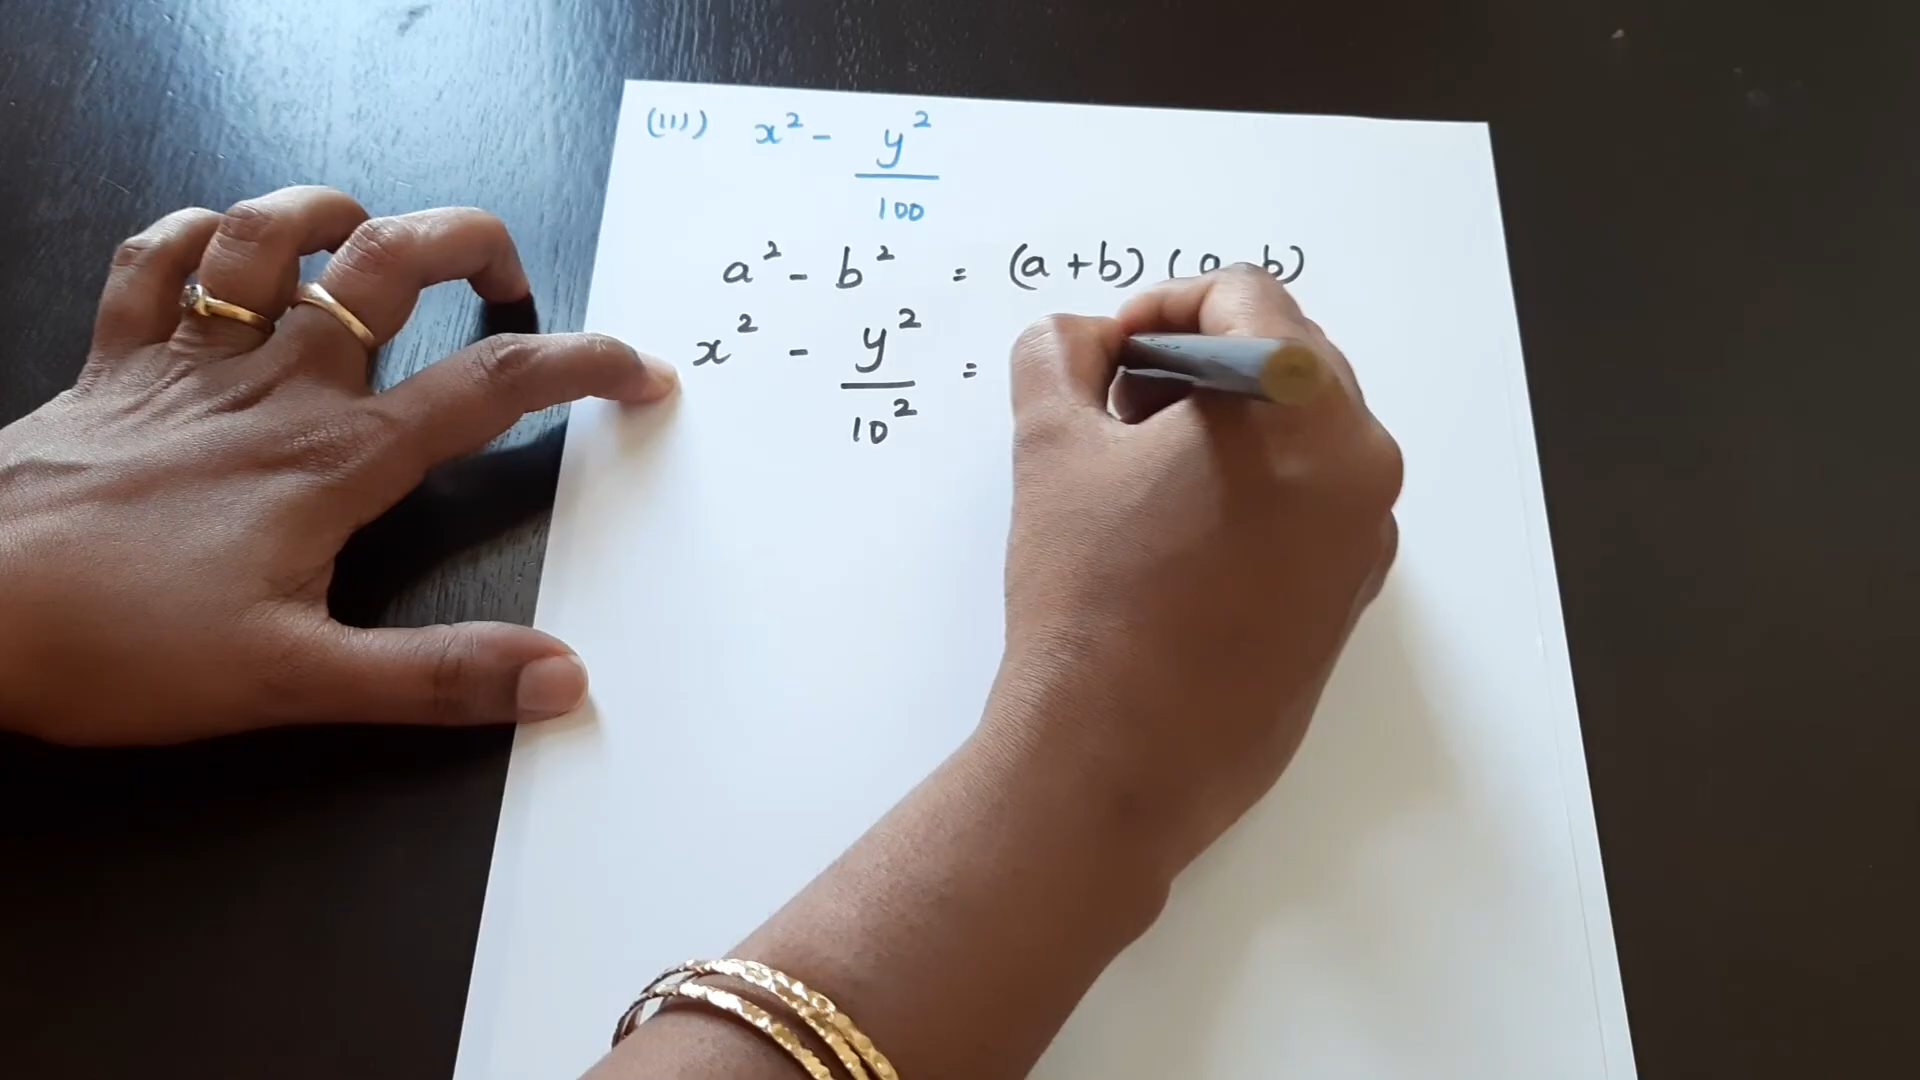 (iii) x² - y²/100
a² - b² = (a + b) (a - b)
x² - y²/10² =